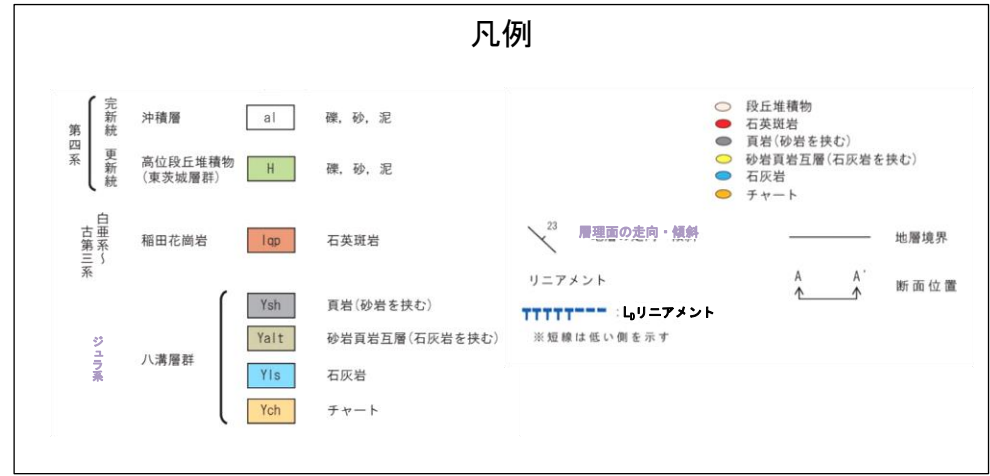 凡例
第四系
完新統
沖積層
al
礫，砂，泥
更新統
高位段丘堆積物
(東茨城層群)
H
礫，砂，泥
白亜系～
古第三系
稲田花崗岩
Iqp
石英斑岩
ジュラ系
八溝層群
Ysh
頁岩(砂岩を挟む)
Yalt
砂岩頁岩互層(石灰岩を挟む)
Yls
石灰岩
Ych
チャート
段丘堆積物
石英斑岩
頁岩(砂岩を挟む)
砂岩頁岩互層(石灰岩を挟む)
石灰岩
チャート
23
層理面の走向・傾斜
地層境界
リニアメント
A A'
断面位置
：LDリニアメント
※短線は低い側を示す